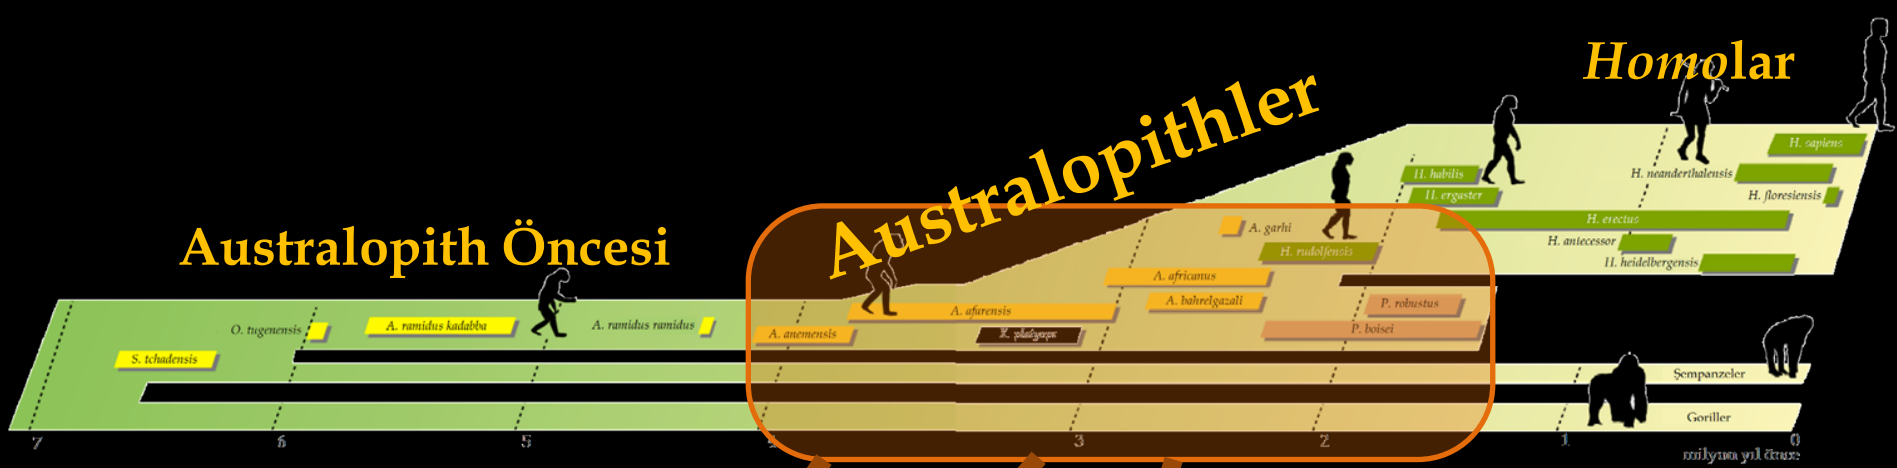 Homolar
Australopithler
Australopith Öncesi
H. sapiens
H. habilis
H. neanderthalensis
H. ergaster
H. floresiensis
H. erectus
A. garhi
H. antecessor
H. rudolfensis
H. heidelbergensis
A. africanus
A. bahrelgazali
P. robustus
A. afarensis
O. tugenensis
A. ramidus kadabba
A. ramidus ramidus
A. anemensis
P. boisei
S. tchadensis
Şempanzeler
Goriller
7 6 5 3 2 1 0
milyon yıl önce